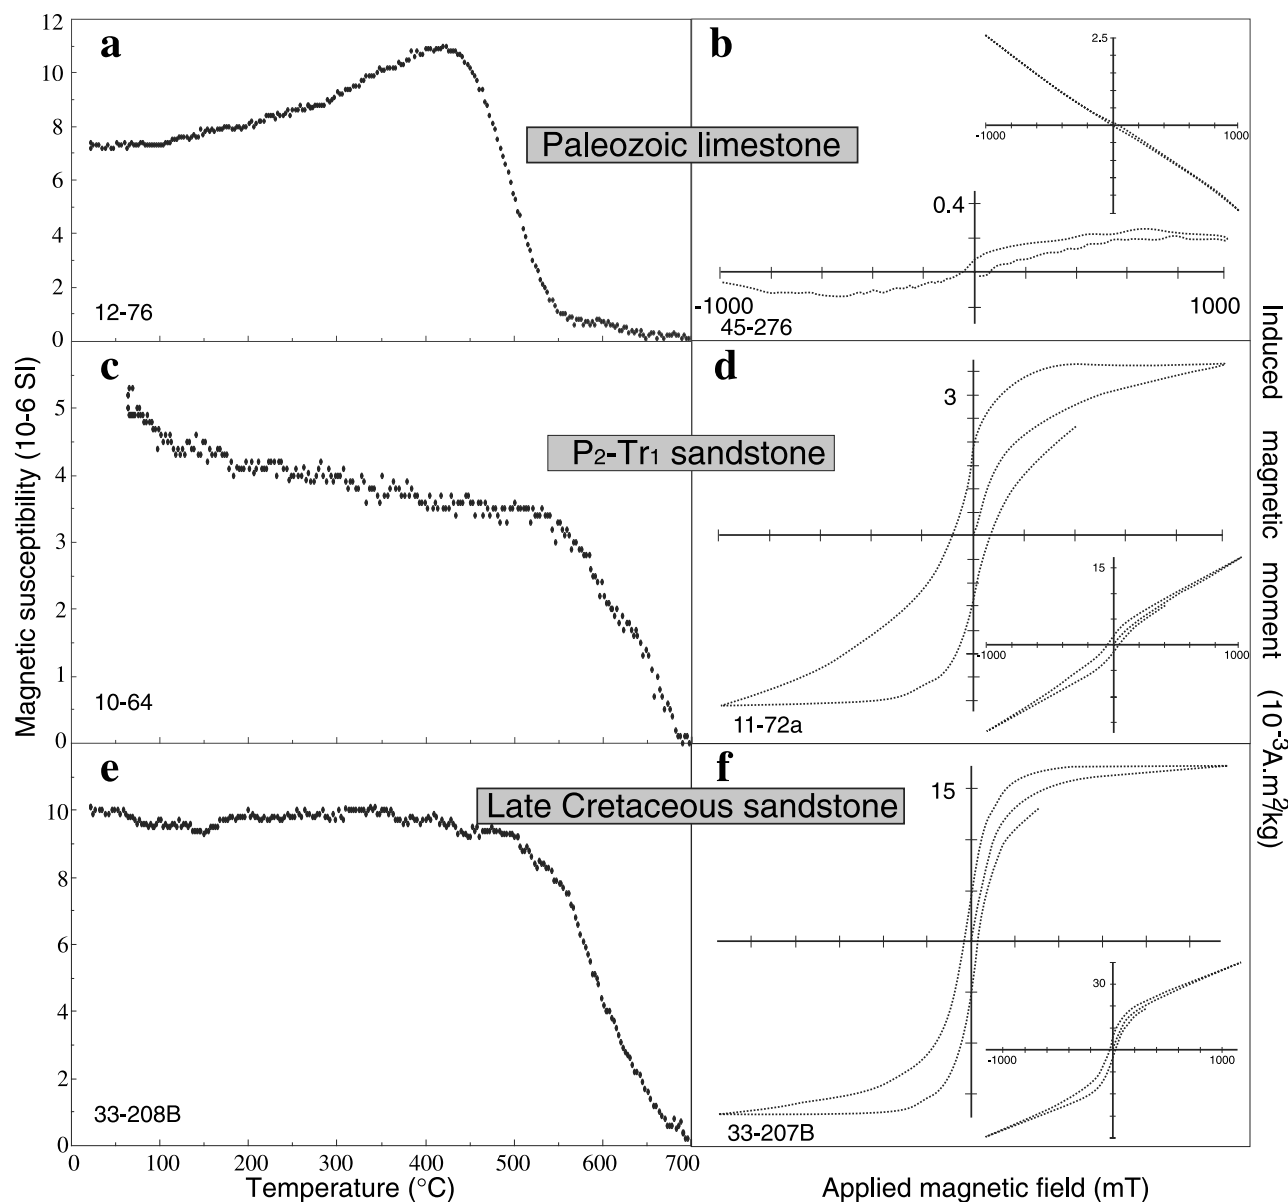 a
12
10
8
6
4
2
0
12-76
b
2.5
-1000
1000
0.4
-1000
1000
45-276
Paleozoic limestone
c
5
4
3
2
1
0
10-64
d
3
15
-1000
1000
11-72a
P2-Tr1 sandstone
e
10
8
6
4
2
0
33-208B
f
15
30
-1000
1000
33-207B
Late Cretaceous sandstone
0 100 200 300 400 500 600 700
Temperature (°C)
Applied magnetic field (mT)
Magnetic susceptibility (10-6 SI)
Induced magnetic moment (10-3A.m2/kg)